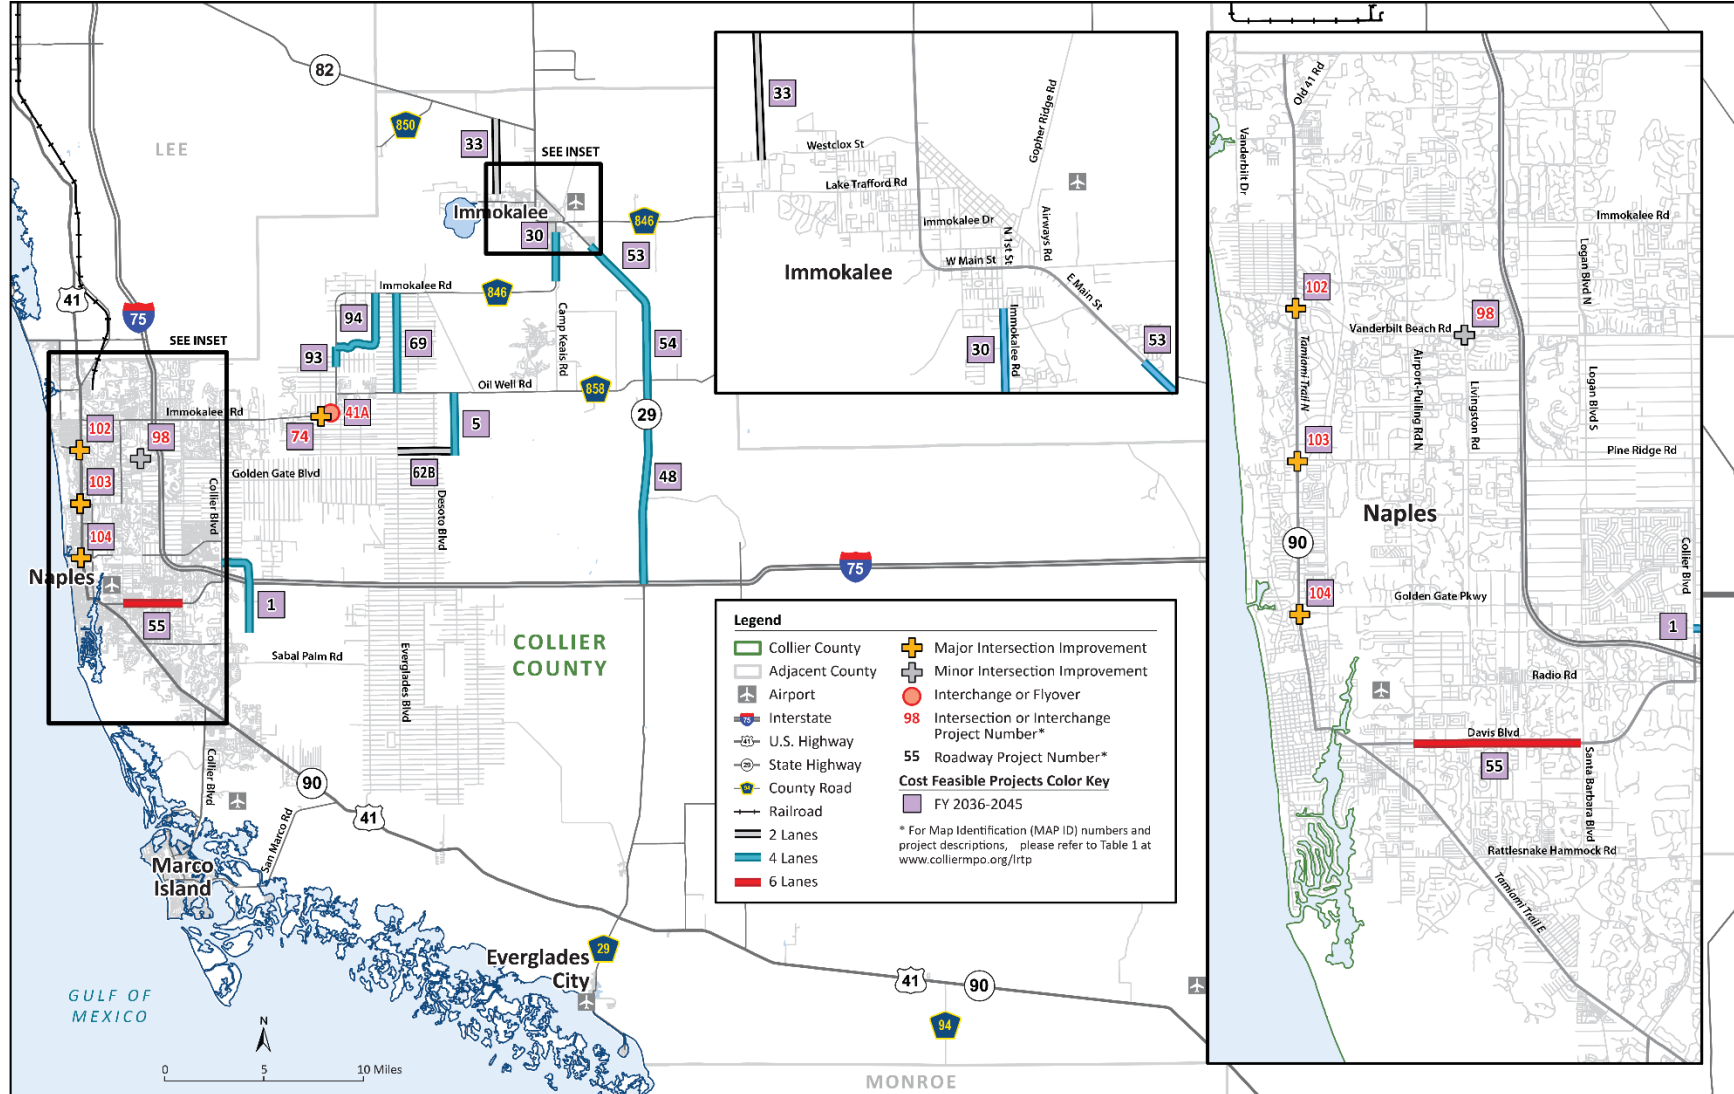 82
850
LEE
33
SEE INSET
Immokalee
846
30
53
41
75
Immokalee Rd
846
94
Camp Keais Rd
SEE INSET
93
69
54
Oil Well Rd
858
Immokalee Rd
41A
74
5
29
102
98
103
Golden Gate Blvd
62B
48
Collier Blvd
Desoto Blvd
104
Naples
75
1
55
Sabal Palm Rd
Everglades Blvd
COLLIER
COUNTY
Collier Blvd
90
41
San Marco Rd
Marco
Island
Everglades
City
29
41
90
94
GULF OF
MEXICO
N
0 5 10 Miles
MONROE
33
Westclox St
Gopher Ridge Rd
Lake Trafford Rd
Immokalee Dr
N 1st St
Airways Rd
W Main St
Immokalee
E Main St
Immokalee Rd
30
53
Legend
Collier County
Adjacent County
Airport
75 Interstate
41 U.S. Highway
29 State Highway
94 County Road
Railroad
2 Lanes
4 Lanes
6 Lanes
Major Intersection Improvement
Minor Intersection Improvement
Interchange or Flyover
98 Intersection or Interchange
Project Number*
55 Roadway Project Number*
Cost Feasible Projects Color Key
FY 2036-2045
* For Map Identification (MAP ID) numbers and
project descriptions, please refer to Table 1 at
www.colliermpo.org/lrtp
Old 41 Rd
Vanderbilt Dr
Immokalee Rd
Logan Blvd N
102
98
Vanderbilt Beach Rd
Tamiami Trail N
Airport-Pulling Rd N
Livingston Rd
Logan Blvd S
103
Pine Ridge Rd
Naples
90
Collier Blvd
104
Golden Gate Pkwy
1
Radio Rd
Davis Blvd
55
Santa Barbara Blvd
Rattlesnake Hammock Rd
Tamiami Trail E